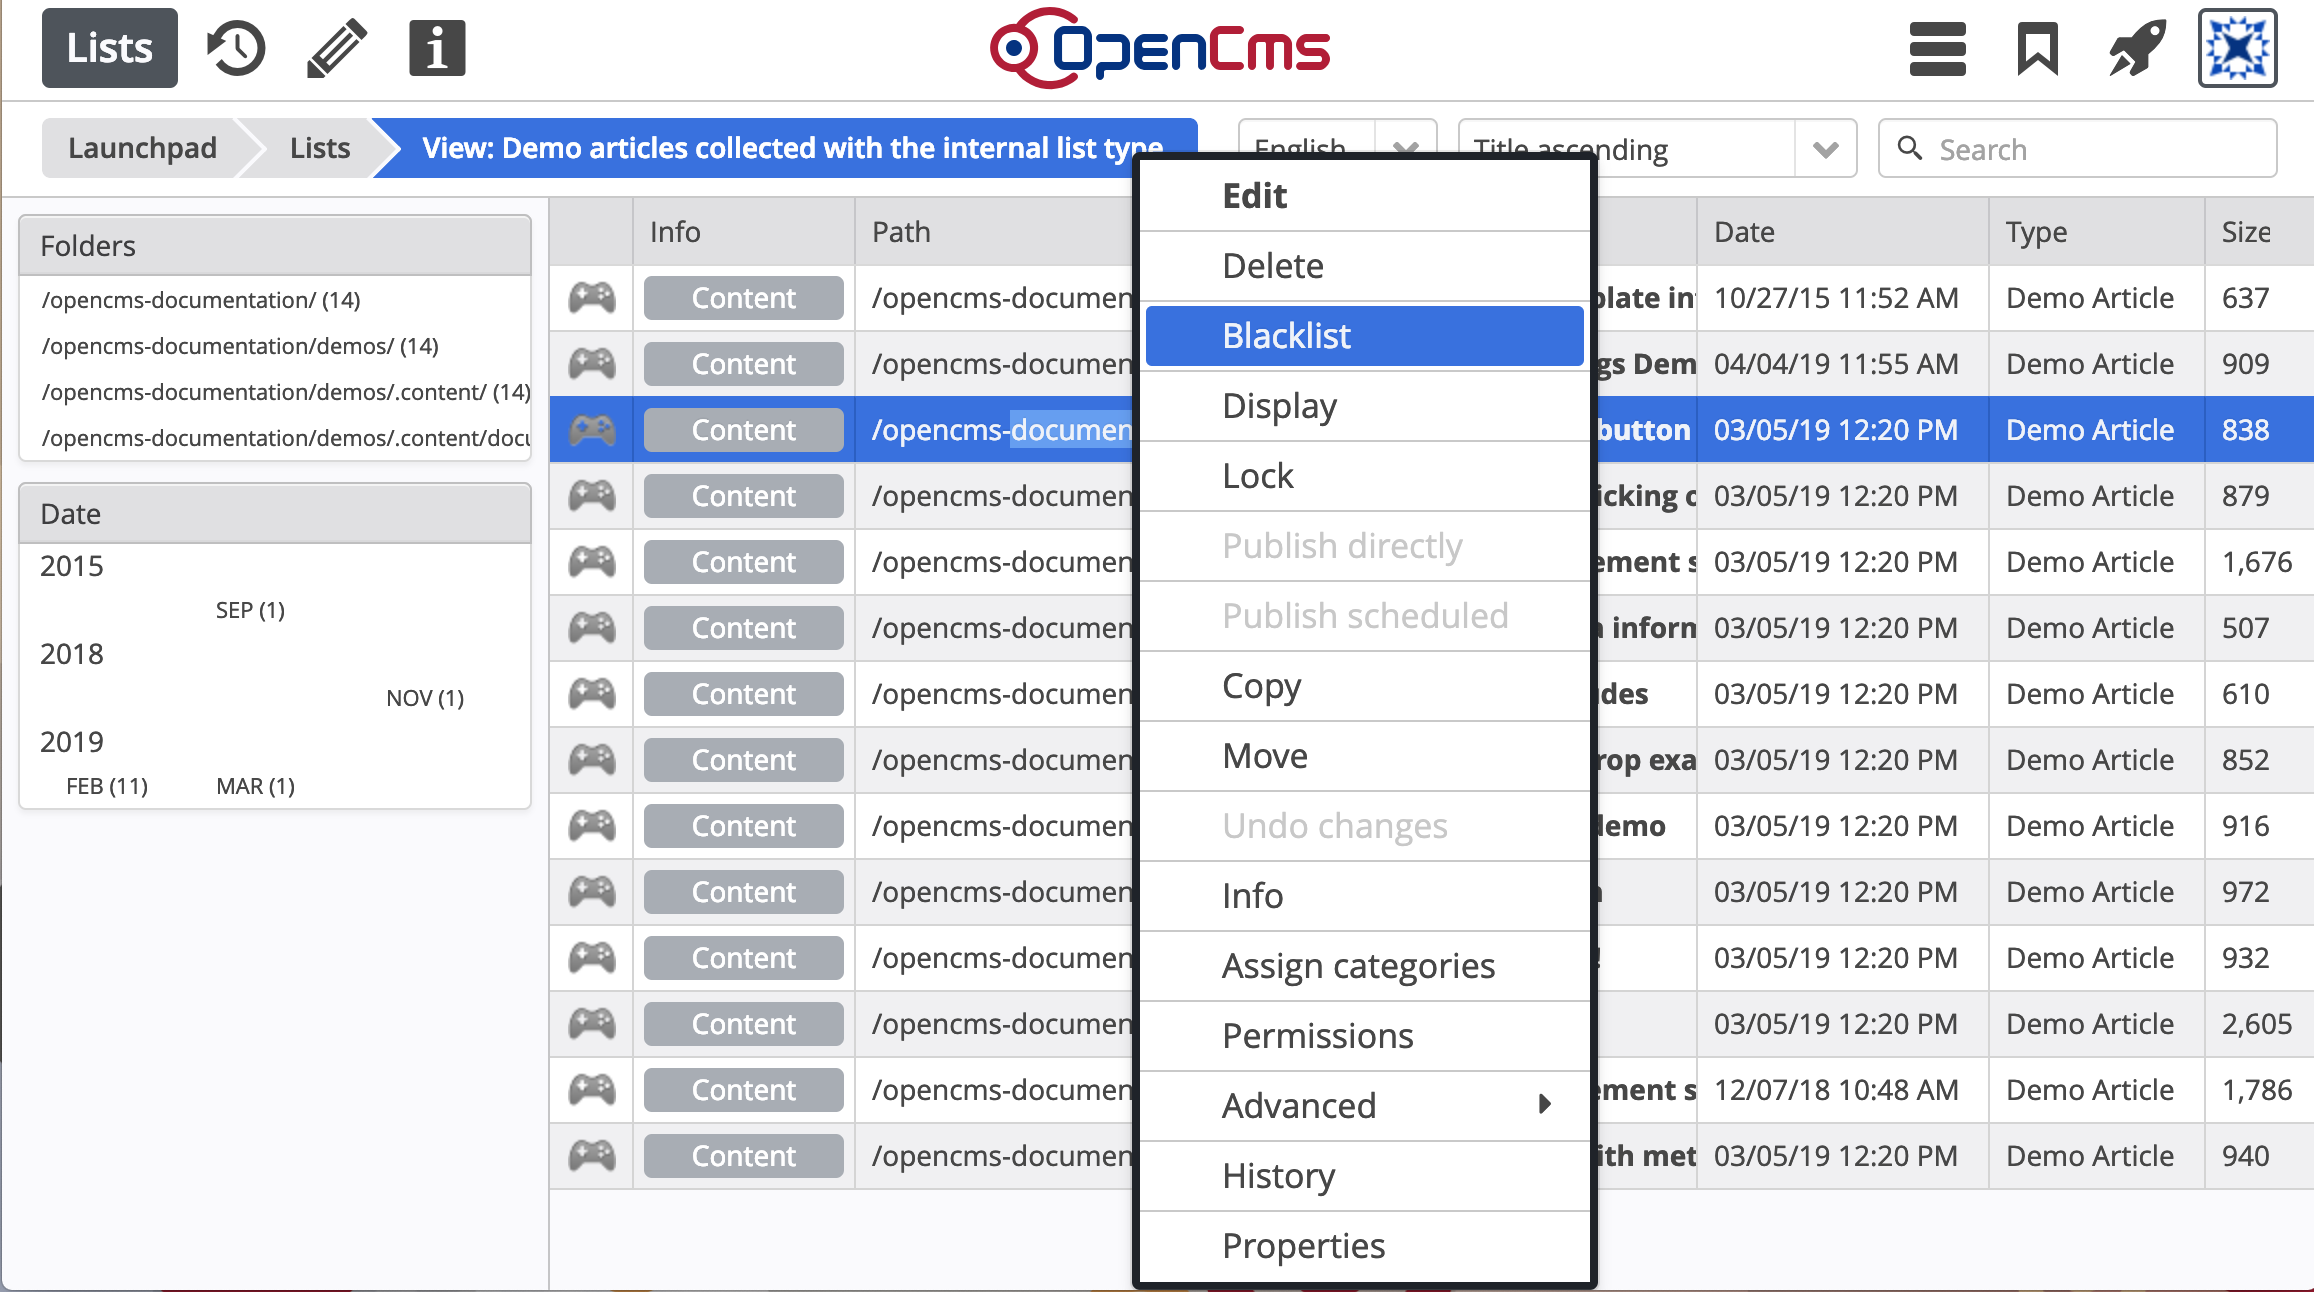 Lists
OpenCms
Launchpad
Lists
View: Demo articles collected with the internal list type
English
Title ascending
Search
Folders
/opencms-documentation/ (14)
/opencms-documentation/demos/ (14)
/opencms-documentation/demos/.content/ (14)
/opencms-documentation/demos/.content/docu
Date
2015
SEP (1)
2018
NOV (1)
2019
FEB (11) MAR (1)
Info Path Date Type Size
Content /opencms-documen plate in 10/27/15 11:52 AM Demo Article 637
Content /opencms-documen gs Dem 04/04/19 11:55 AM Demo Article 909
Content /opencms-documen button 03/05/19 12:20 PM Demo Article 838
Content /opencms-documen icking 03/05/19 12:20 PM Demo Article 879
Content /opencms-documen ement s 03/05/19 12:20 PM Demo Article 1,676
Content /opencms-documen inform 03/05/19 12:20 PM Demo Article 507
Content /opencms-documen des 03/05/19 12:20 PM Demo Article 610
Content /opencms-documen rop exa 03/05/19 12:20 PM Demo Article 852
Content /opencms-documen demo 03/05/19 12:20 PM Demo Article 916
Content /opencms-documen 03/05/19 12:20 PM Demo Article 972
Content /opencms-documen ! 03/05/19 12:20 PM Demo Article 932
Content /opencms-documen 03/05/19 12:20 PM Demo Article 2,605
Content /opencms-documen ement s 12/07/18 10:48 AM Demo Article 1,786
Content /opencms-documen ith met 03/05/19 12:20 PM Demo Article 940
Edit
Delete
Blacklist
Display
Lock
Publish directly
Publish scheduled
Copy
Move
Undo changes
Info
Assign categories
Permissions
Advanced
History
Properties